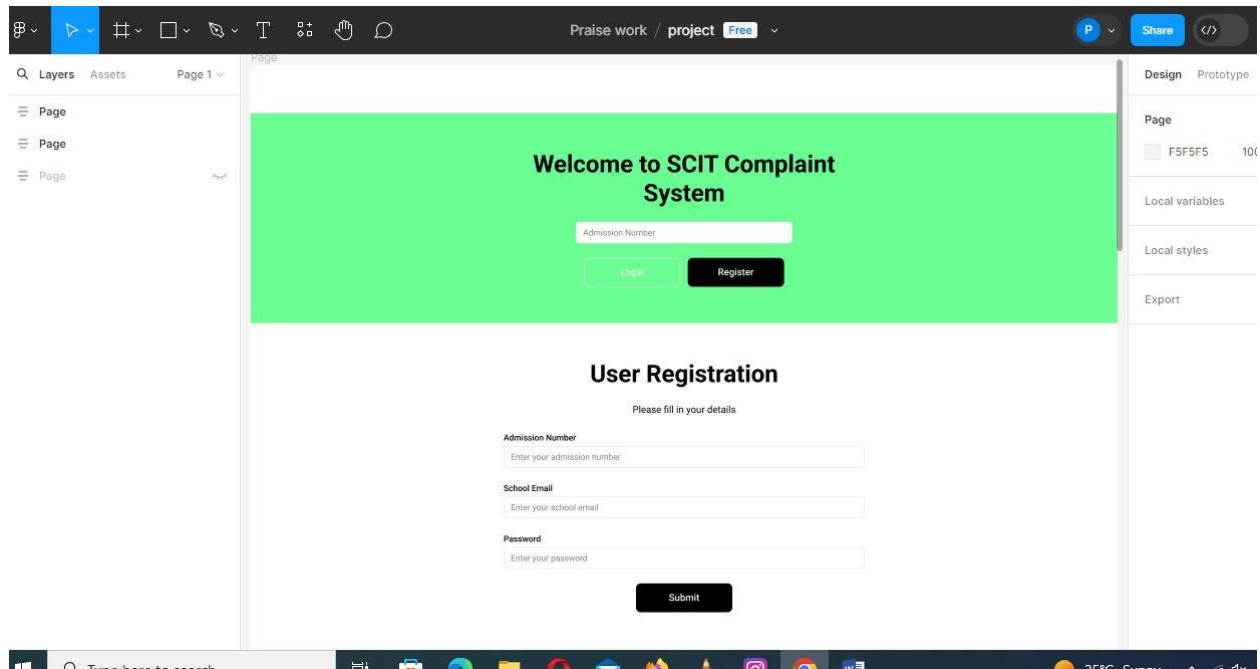 Praise work / project Free
P
Share
Layers Assets Page 1
Page
Page
Page
Page
Welcome to SCIT Complaint
System
Admission Number
Login Register
User Registration
Please fill in your details
Admission Number
Enter your admission number
School Email
Enter your school email
Password
Enter your password
Submit
Design Prototype
Page
F5F5F5 100
Local variables
Local styles
Export
Type here to search
25°C Sunny